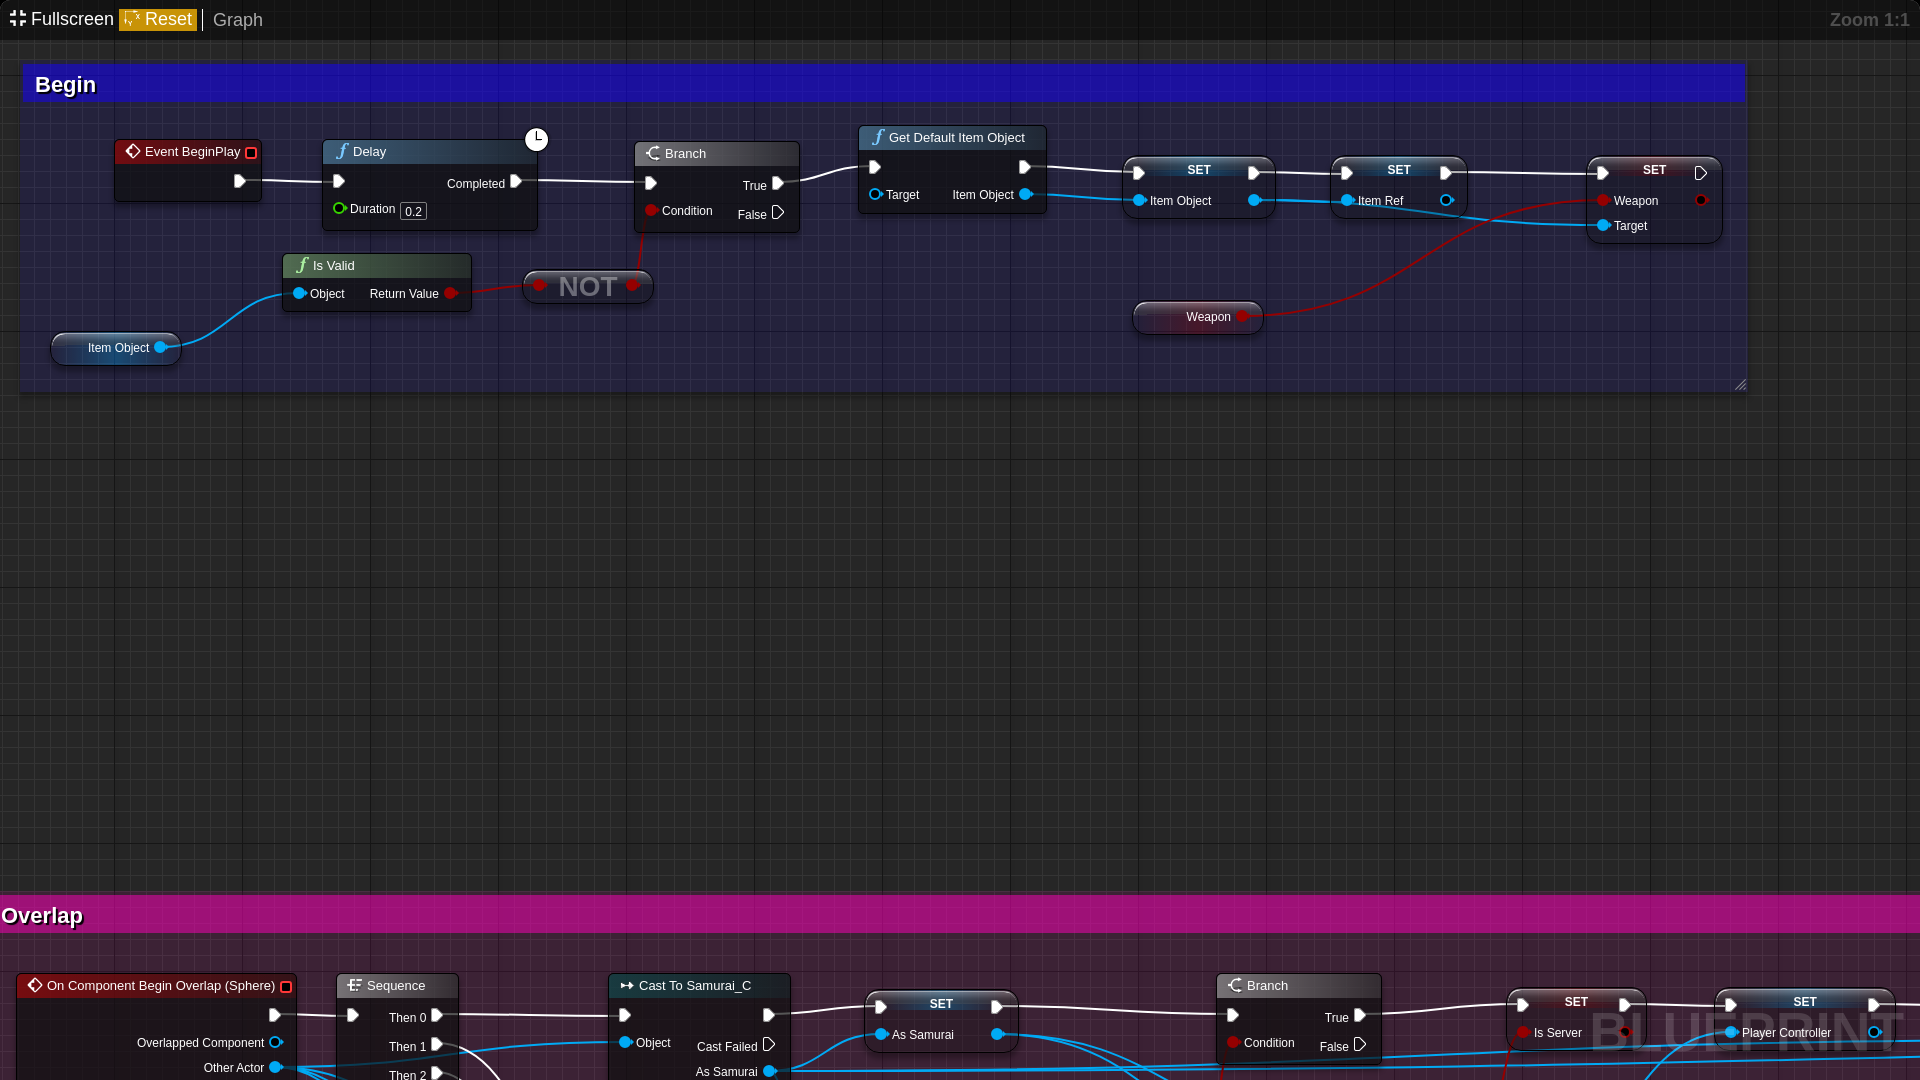 Fullscreen Reset Graph Zoom 1:1
Begin
Event BeginPlay
Delay
Completed
Duration 0.2
Branch
True
Condition
False
Get Default Item Object
Target Item Object
SET
Item Object
SET
Item Ref
SET
Weapon
Target
Is Valid
Object Return Value
NOT
Weapon
Item Object
Overlap
On Component Begin Overlap (Sphere)
Overlapped Component
Other Actor
Sequence
Then 0
Then 1
Then 2
Cast To Samurai_C
Object
Cast Failed
As Samurai
SET
As Samurai
Branch
True
Condition
False
SET
Is Server
SET
Player Controller
BLUEPRINT